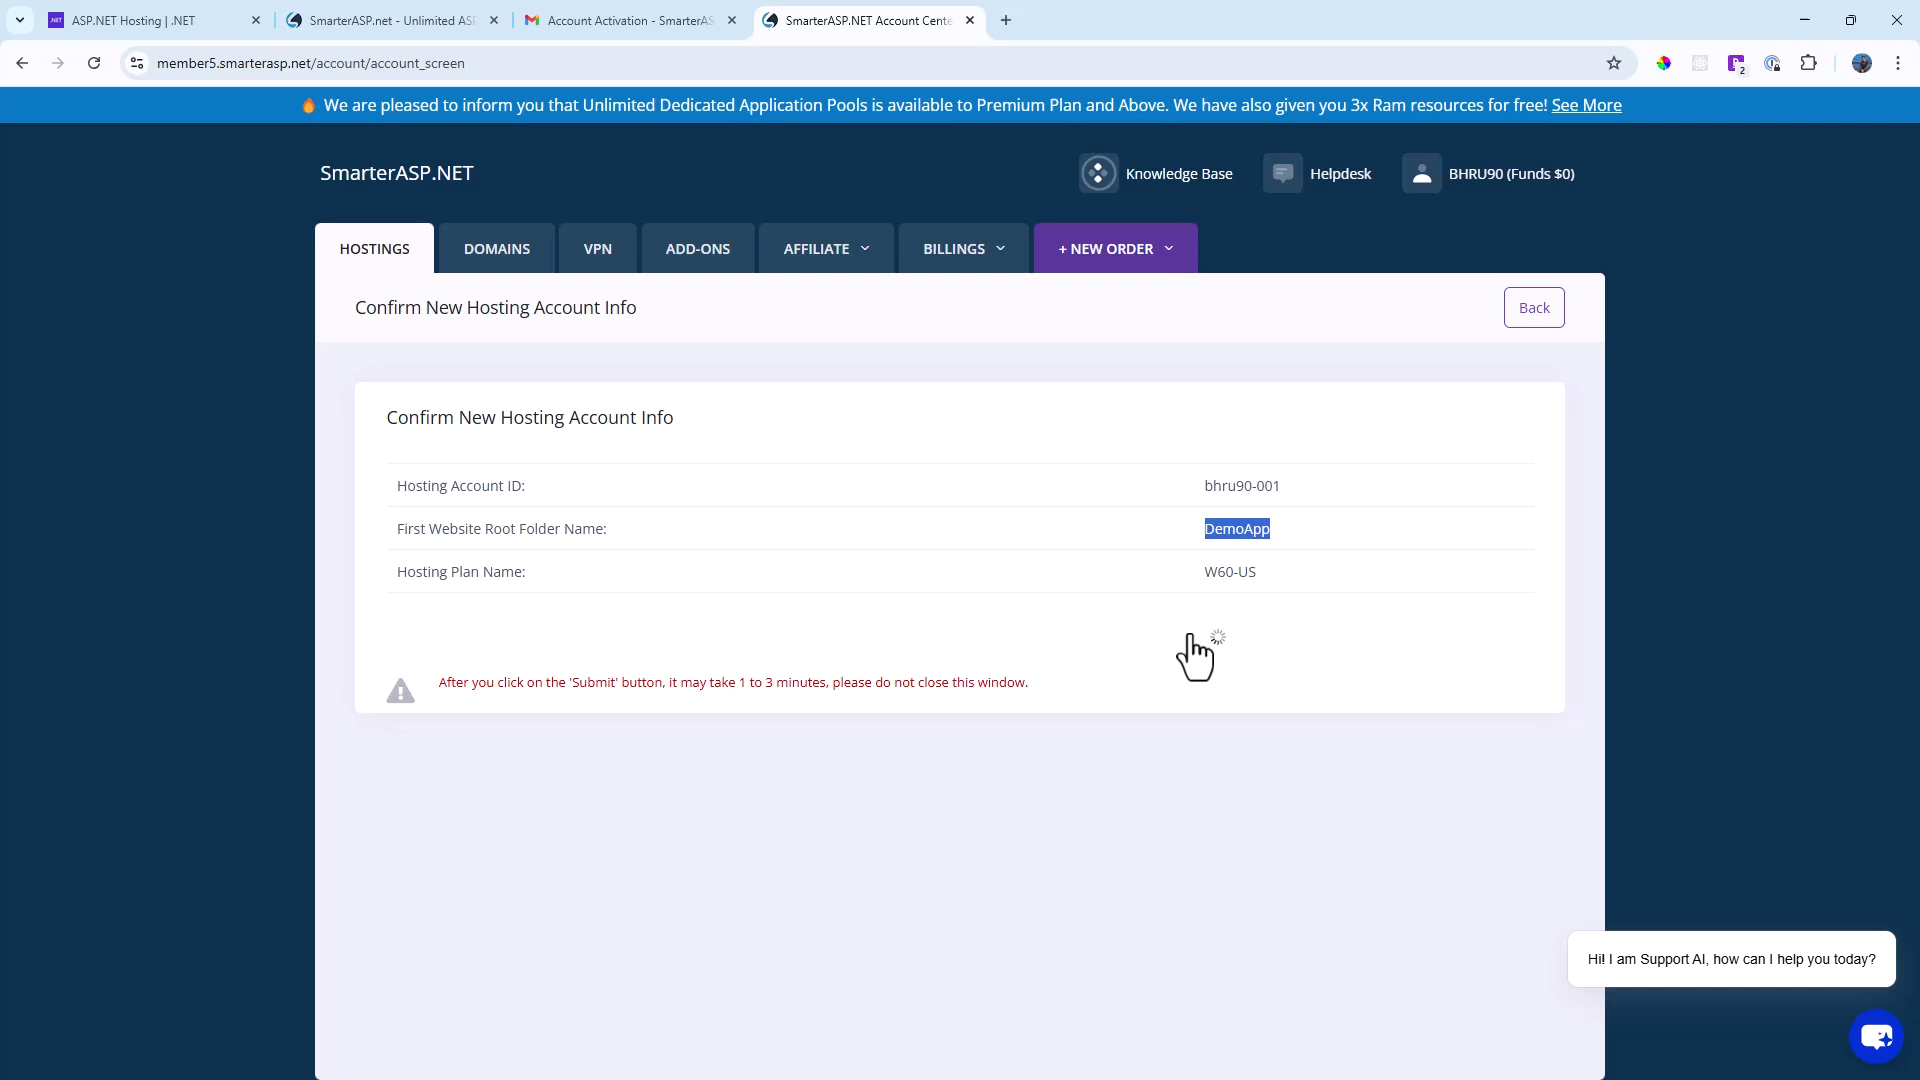 ASP.NET Hosting | .NET
SmarterASP.net - Unlimited AS
Account Activation - SmarterAS
SmarterASP.NET Account Cente
member5.smarterasp.net/account/account_screen
2
We are pleased to inform you that Unlimited Dedicated Application Pools is available to Premium Plan and Above. We have also given you 3x Ram resources for free! See More
SmarterASP.NET
Knowledge Base
Helpdesk
BHRU90 (Funds $0)
HOSTINGS
DOMAINS
VPN
ADD-ONS
AFFILIATE
BILLINGS
+ NEW ORDER
Confirm New Hosting Account Info
Back
Confirm New Hosting Account Info
Hosting Account ID:
bhru90-001
First Website Root Folder Name:
DemoApp
Hosting Plan Name:
W60-US
After you click on the 'Submit' button, it may take 1 to 3 minutes, please do not close this window.
Hi! I am Support AI, how can I help you today?